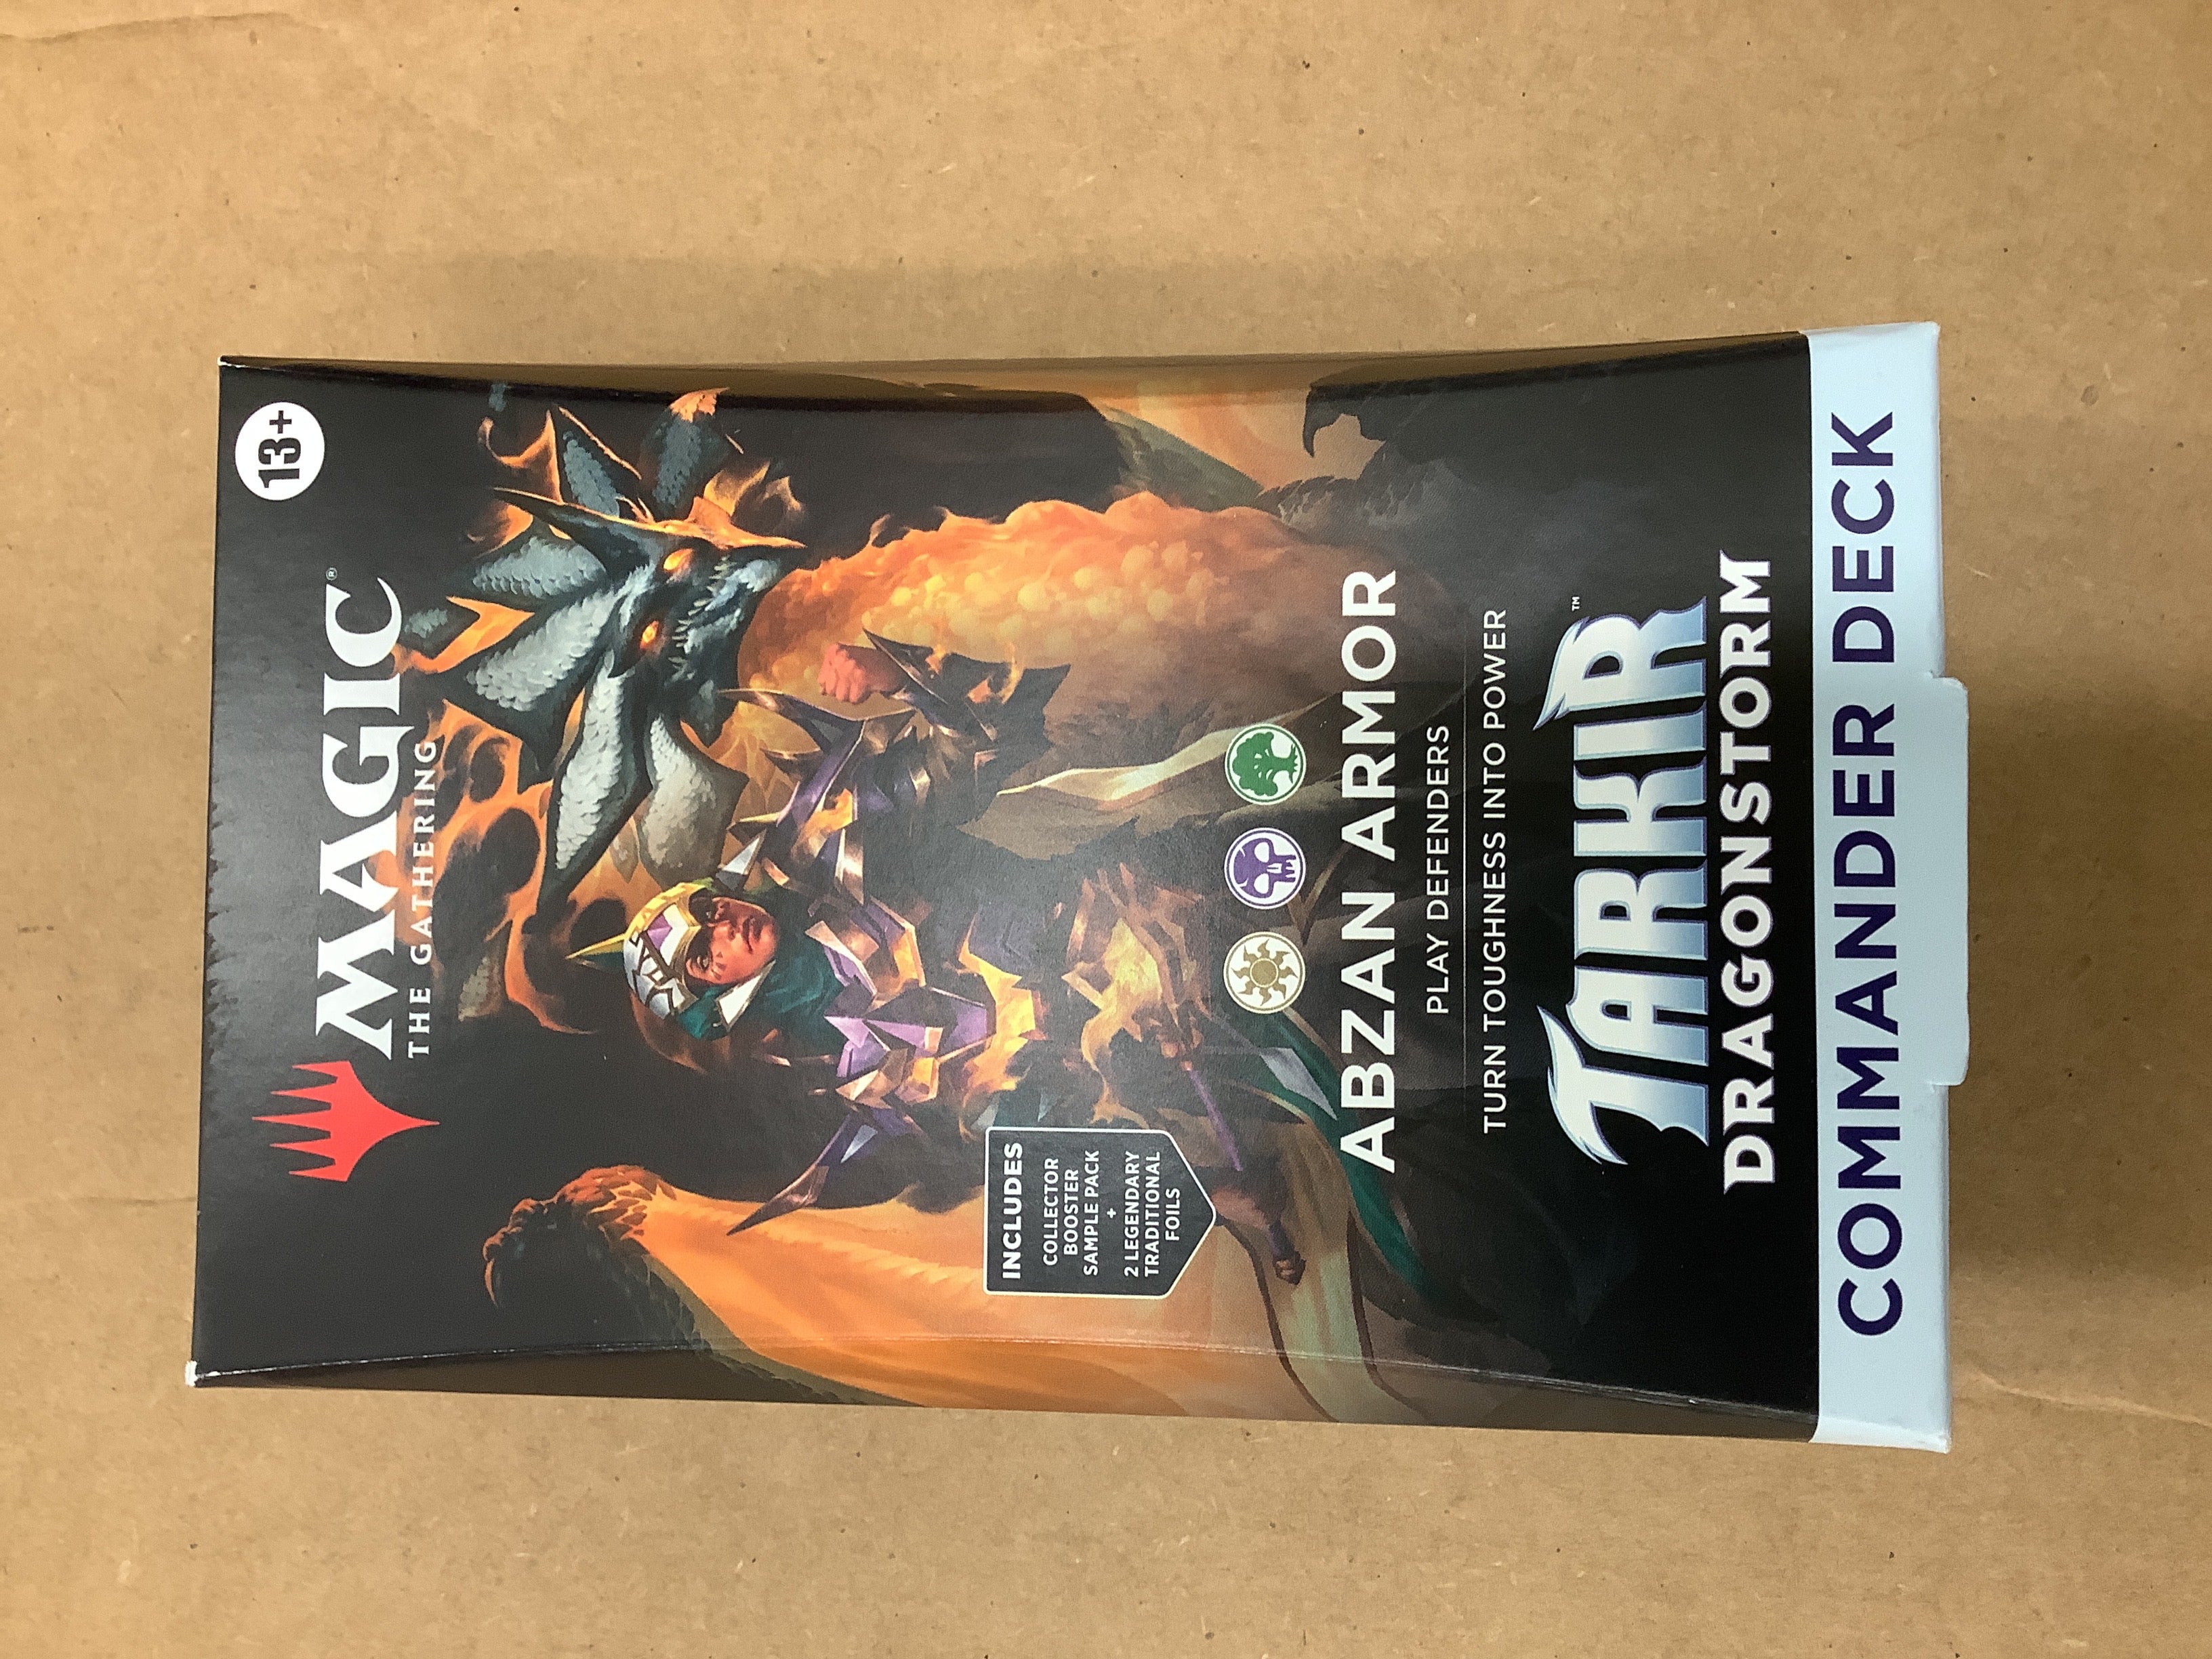 13+
MAGIC®
THE GATHERING
INCLUDES
COLLECTOR
BOOSTER
SAMPLE PACK
+
2 LEGENDARY
TRADITIONAL
FOILS
ABZAN ARMOR
PLAY DEFENDERS
TURN TOUGHNESS INTO POWER
TARKIR™
DRAGONSTORM
COMMANDER DECK